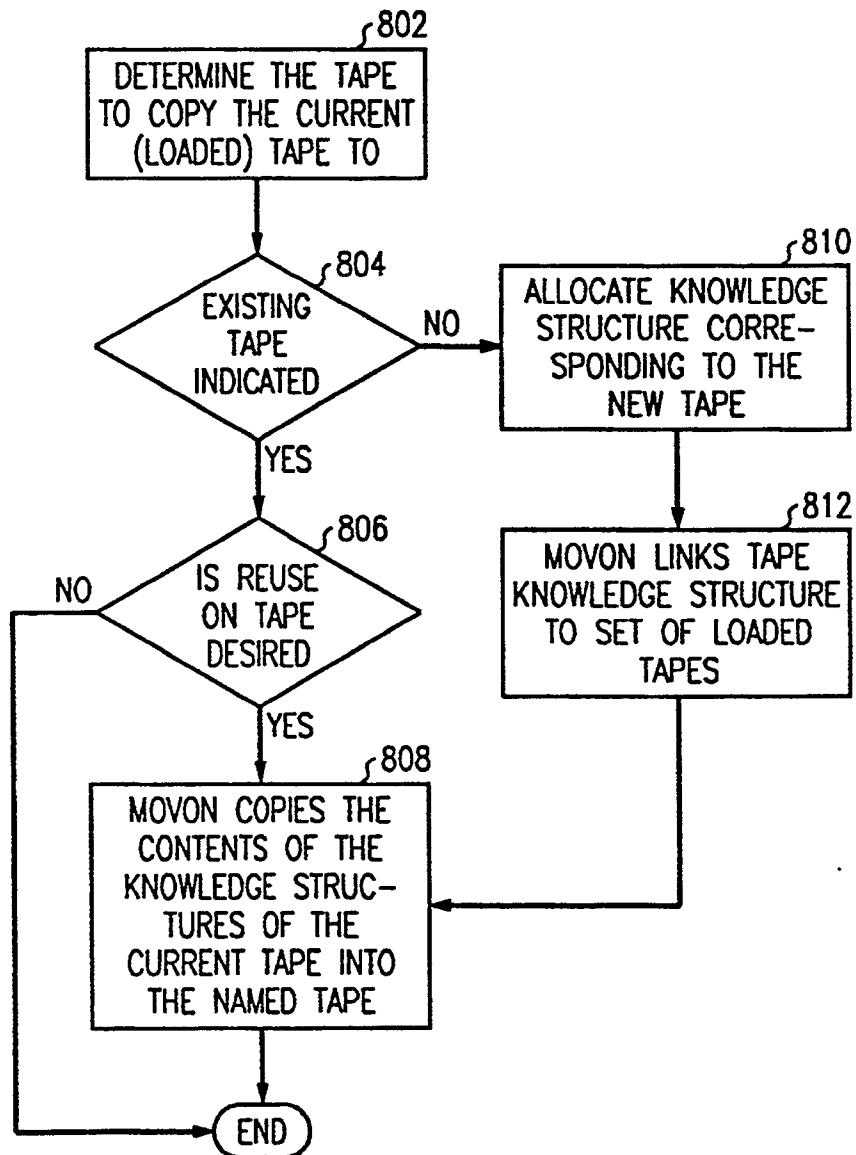 802
DETERMINE THE TAPE
TO COPY THE CURRENT
(LOADED) TAPE TO
804
EXISTING
TAPE
INDICATED
NO
YES
810
ALLOCATE KNOWLEDGE
STRUCTURE CORRE-
SPONDING TO THE
NEW TAPE
806
IS REUSE
ON TAPE
DESIRED
NO
YES
812
MOVON LINKS TAPE
KNOWLEDGE STRUCTURE
TO SET OF LOADED
TAPES
808
MOVON COPIES THE
CONTENTS OF THE
KNOWLEDGE STRUC-
TURES OF THE
CURRENT TAPE INTO
THE NAMED TAPE
END